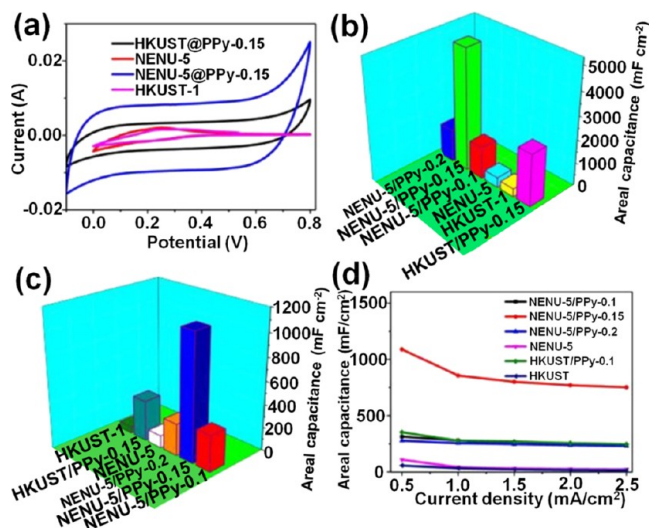 (a)
HKUST@PPy-0.15
NENU-5
NENU-5@PPy-0.15
HKUST-1
0.02
0.00
-0.02
Current (A)
0.0
0.2
0.4
0.6
0.8
Potential (V)
(b)
5000
4000
3000
2000
1000
0
Areal capacitance (mF cm-2)
NENU-5/PPy-0.2
NENU-5/PPy-0.15
NENU-5/PPy-0.1
NENU-5
HKUST-1
HKUST/PPy-0.15
(c)
1200
1000
800
600
400
200
0
Areal capacitance (mF cm-2)
HKUST-1
HKUST/PPy-0.15
NENU-5
NENU-5/PPy-0.2
NENU-5/PPy-0.15
NENU-5/PPy-0.1
(d)
1500
1000
500
0
Areal capacitance (mF/cm2)
NENU-5/PPy-0.1
NENU-5/PPy-0.15
NENU-5/PPy-0.2
NENU-5
HKUST/PPy-0.1
HKUST
0.5
1.0
1.5
2.0
2.5
Current density (mA/cm2)